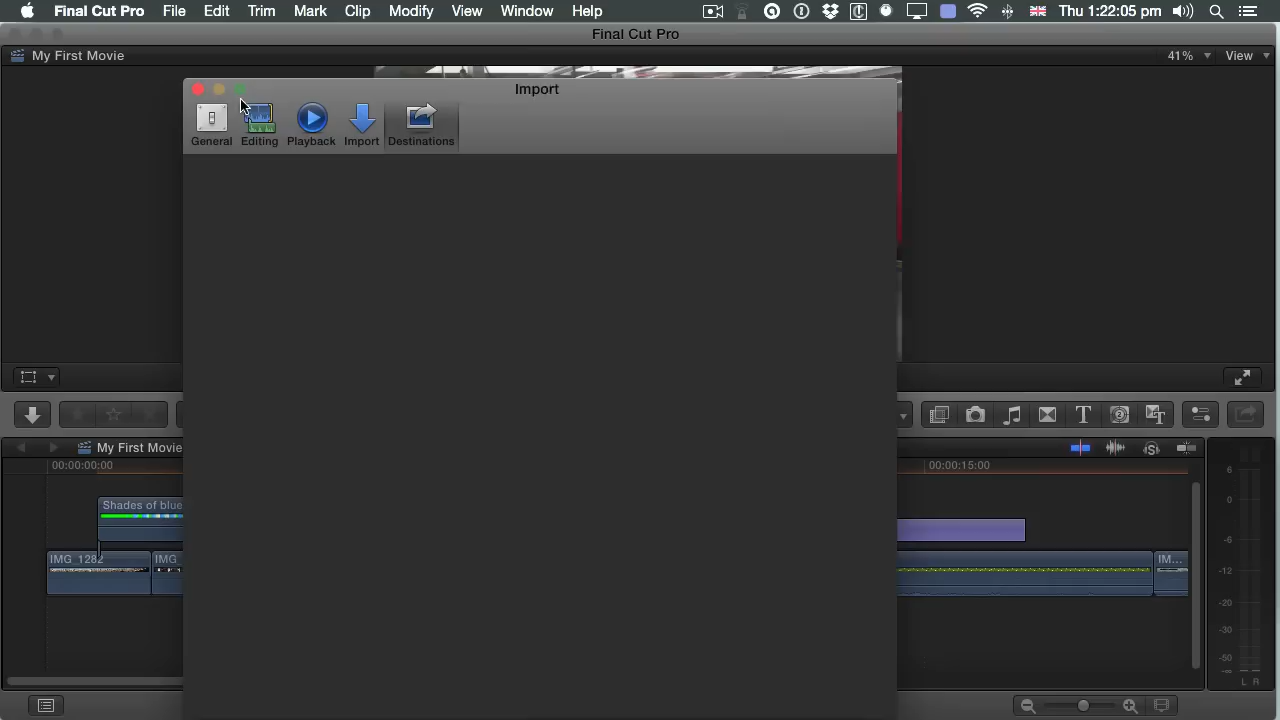 Final Cut Pro File Edit Trim Mark Clip Modify View Window Help Thu 1:22:05 pm
Final Cut Pro
My First Movie 41% View
Import
General Editing Playback Import Destinations
My First Movie
00:00:00:00 00:00:15:00
Shades of blue
IMG_1282 IMG_ IM...
6
0
-6
-12
-20
-30
-50
-∞
L R